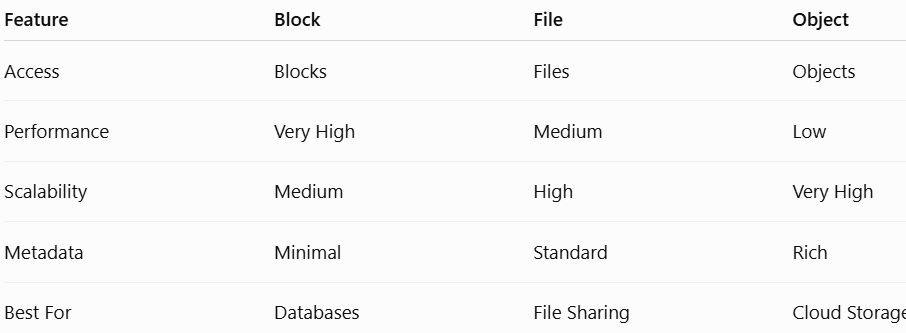 Feature Block File Object
Access Blocks Files Objects
Performance Very High Medium Low
Scalability Medium High Very High
Metadata Minimal Standard Rich
Best For Databases File Sharing Cloud Storage